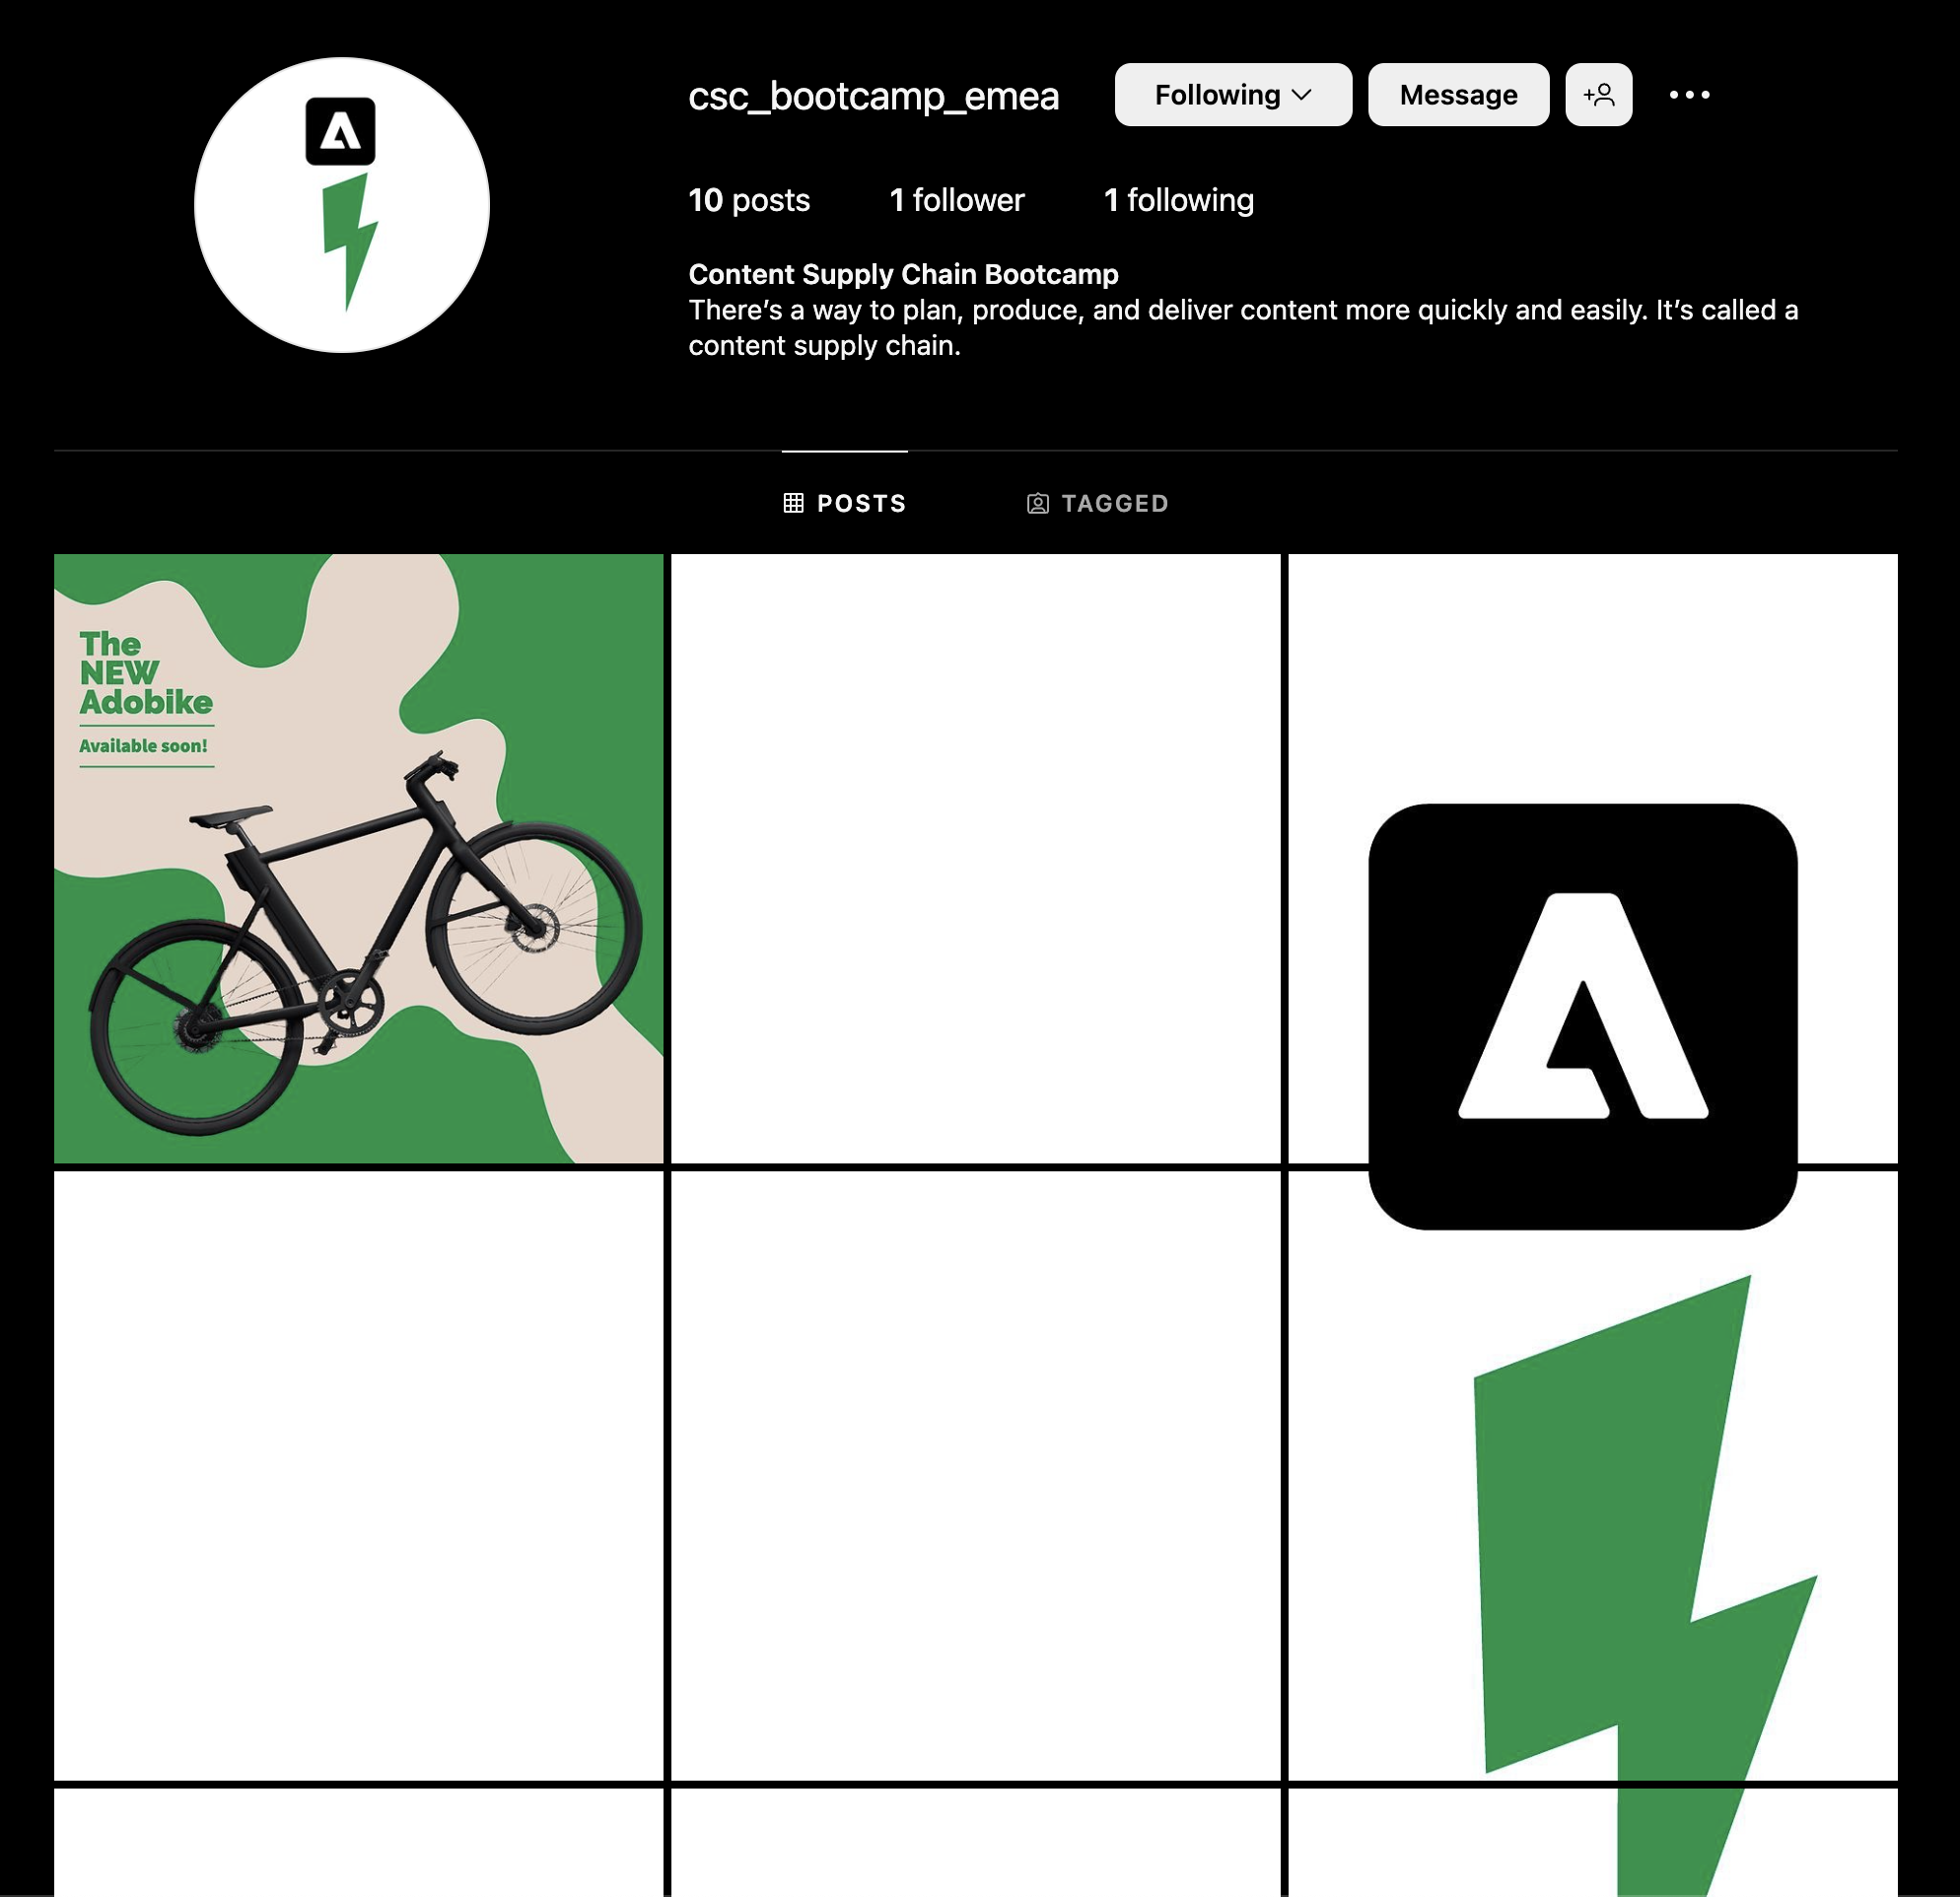 csc_bootcamp_emea
Following
Message
10 posts
1 follower
1 following
Content Supply Chain Bootcamp
There’s a way to plan, produce, and deliver content more quickly and easily. It’s called a
content supply chain.
POSTS
TAGGED
The
NEW
Adobike
Available soon!